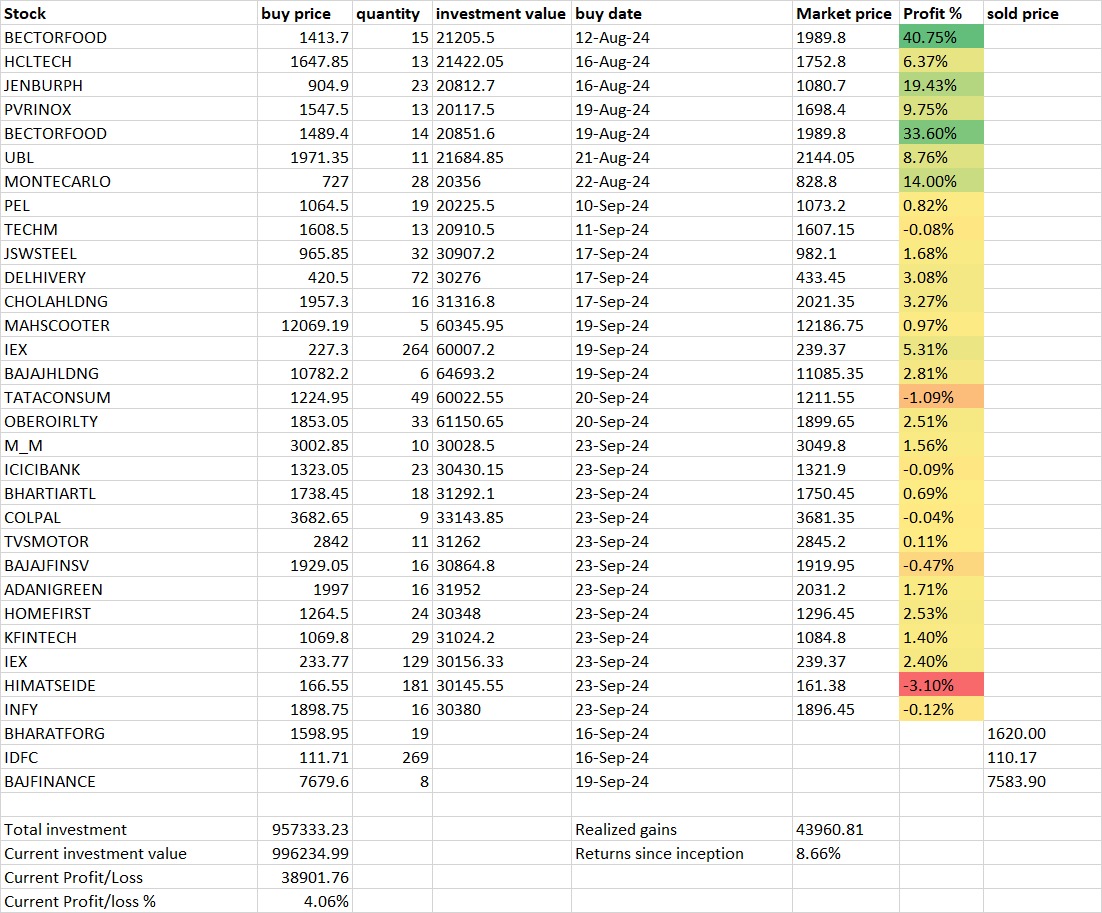 Stock buy price quantity investment value buy date Market price Profit % sold price
BECTORFOOD 1413.7 15 21205.5 12-Aug-24 1989.8 40.75%
HCLTECH 1647.85 13 21422.05 16-Aug-24 1752.8 6.37%
JENBURPH 904.9 23 20812.7 16-Aug-24 1080.7 19.43%
PVRINOX 1547.5 13 20117.5 19-Aug-24 1698.4 9.75%
BECTORFOOD 1489.4 14 20851.6 19-Aug-24 1989.8 33.60%
UBL 1971.35 11 21684.85 21-Aug-24 2144.05 8.76%
MONTECARLO 727 28 20356 22-Aug-24 828.8 14.00%
PEL 1064.5 19 20225.5 10-Sep-24 1073.2 0.82%
TECHM 1608.5 13 20910.5 11-Sep-24 1607.15 -0.08%
JSWSTEEL 965.85 32 30907.2 17-Sep-24 982.1 1.68%
DELHIVERY 420.5 72 30276 17-Sep-24 433.45 3.08%
CHOLAHLDNG 1957.3 16 31316.8 17-Sep-24 2021.35 3.27%
MAHSCOOTER 12069.19 5 60345.95 19-Sep-24 12186.75 0.97%
IEX 227.3 264 60007.2 19-Sep-24 239.37 5.31%
BAJAJHLDNG 10782.2 6 64693.2 19-Sep-24 11085.35 2.81%
TATACONSUM 1224.95 49 60022.55 20-Sep-24 1211.55 -1.09%
OBEROIRLTY 1853.05 33 61150.65 20-Sep-24 1899.65 2.51%
M_M 3002.85 10 30028.5 23-Sep-24 3049.8 1.56%
ICICIBANK 1323.05 23 30430.15 23-Sep-24 1321.9 -0.09%
BHARTIARTL 1738.45 18 31292.1 23-Sep-24 1750.45 0.69%
COLPAL 3682.65 9 33143.85 23-Sep-24 3681.35 -0.04%
TVSMOTOR 2842 11 31262 23-Sep-24 2845.2 0.11%
BAJAJFINSV 1929.05 16 30864.8 23-Sep-24 1919.95 -0.47%
ADANIGREEN 1997 16 31952 23-Sep-24 2031.2 1.71%
HOMEFIRST 1264.5 24 30348 23-Sep-24 1296.45 2.53%
KFINTECH 1069.8 29 31024.2 23-Sep-24 1084.8 1.40%
IEX 233.77 129 30156.33 23-Sep-24 239.37 2.40%
HIMATSEIDE 166.55 181 30145.55 23-Sep-24 161.38 -3.10%
INFY 1898.75 16 30380 23-Sep-24 1896.45 -0.12%
BHARATFORG 1598.95 19 16-Sep-24 1620.00
IDFC 111.71 269 16-Sep-24 110.17
BAJFINANCE 7679.6 8 19-Sep-24 7583.90
Total investment 957333.23 Realized gains 43960.81
Current investment value 996234.99 Returns since inception 8.66%
Current Profit/Loss 38901.76
Current Profit/loss % 4.06%